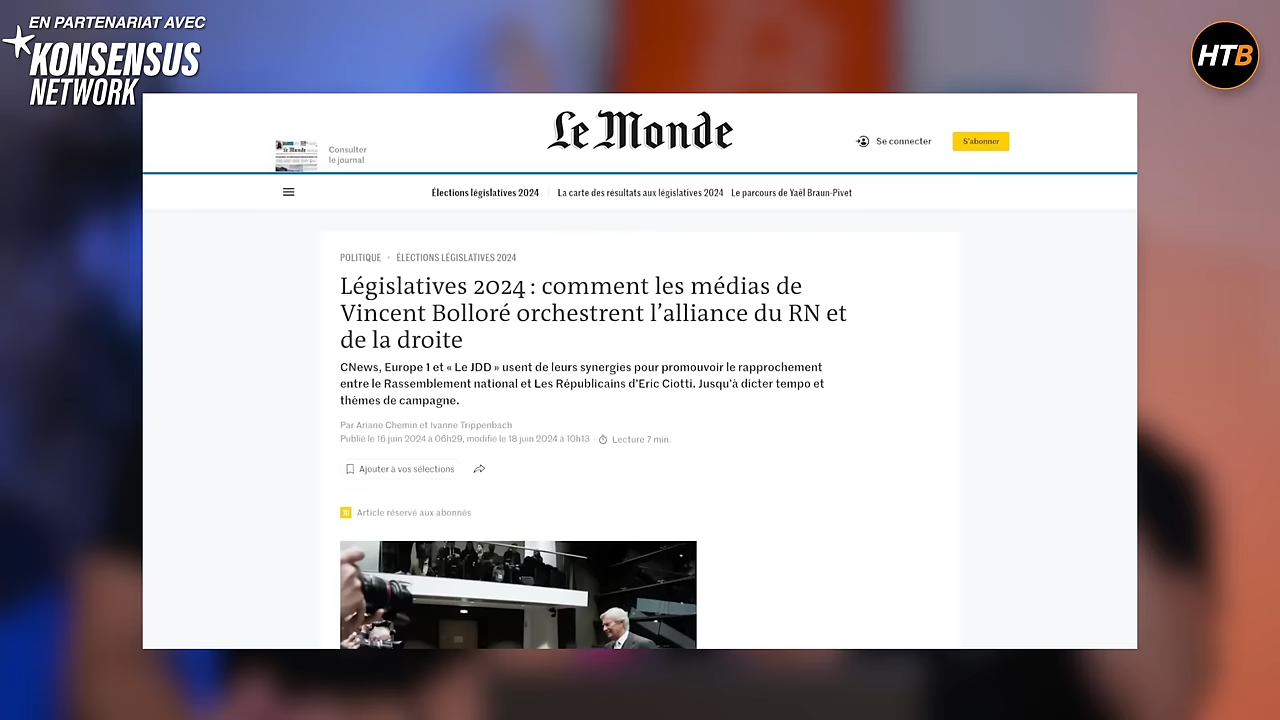 EN PARTENARIAT AVEC
KONSENSUS
NETWORK
HTB
Le Monde
Consulter
le journal
Se connecter
S'abonner
Élections législatives 2024
La carte des résultats aux législatives 2024
Le parcours de Yaël Braun-Pivet
POLITIQUE • ÉLECTIONS LÉGISLATIVES 2024
Législatives 2024 : comment les médias de
Vincent Bolloré orchestrent l’alliance du RN et
de la droite
CNews, Europe 1 et « Le JDD » usent de leurs synergies pour promouvoir le rapprochement
entre le Rassemblement national et Les Républicains d’Eric Ciotti. Jusqu’à dicter tempo et
thèmes de campagne.
Par Ariane Chemin et Ivanne Trippenbach
Publié le 16 juin 2024 à 06h29, modifié le 18 juin 2024 à 10h13
Lecture 7 min.
Ajouter à vos sélections
Article réservé aux abonnés